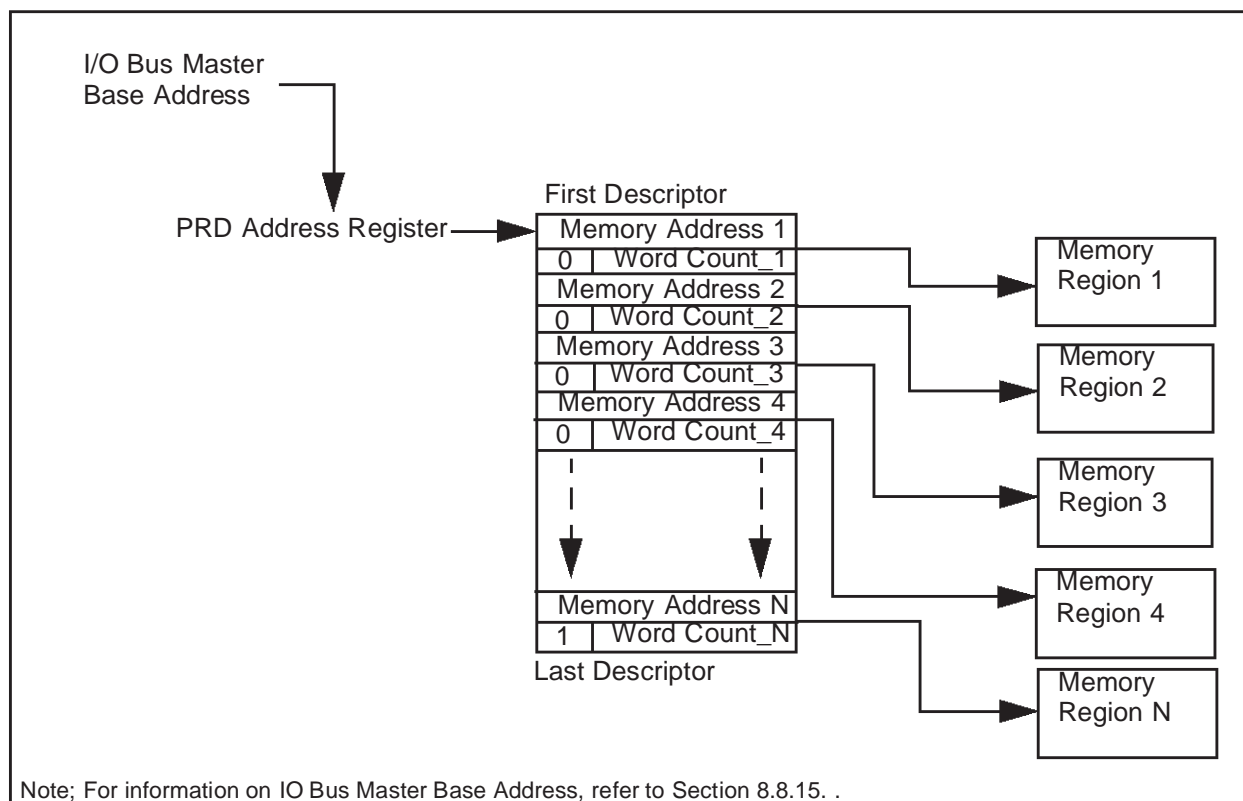 I/O Bus Master
Base Address
First Descriptor
PRD Address Register
Memory Address 1
0 Word Count_1
Memory Address 2
0 Word Count_2
Memory Address 3
0 Word Count_3
Memory Address 4
0 Word Count_4
Memory Address N
1 Word Count_N
Last Descriptor
Memory
Region 1
Memory
Region 2
Memory
Region 3
Memory
Region 4
Memory
Region N
Note; For information on IO Bus Master Base Address, refer to Section 8.8.15. .